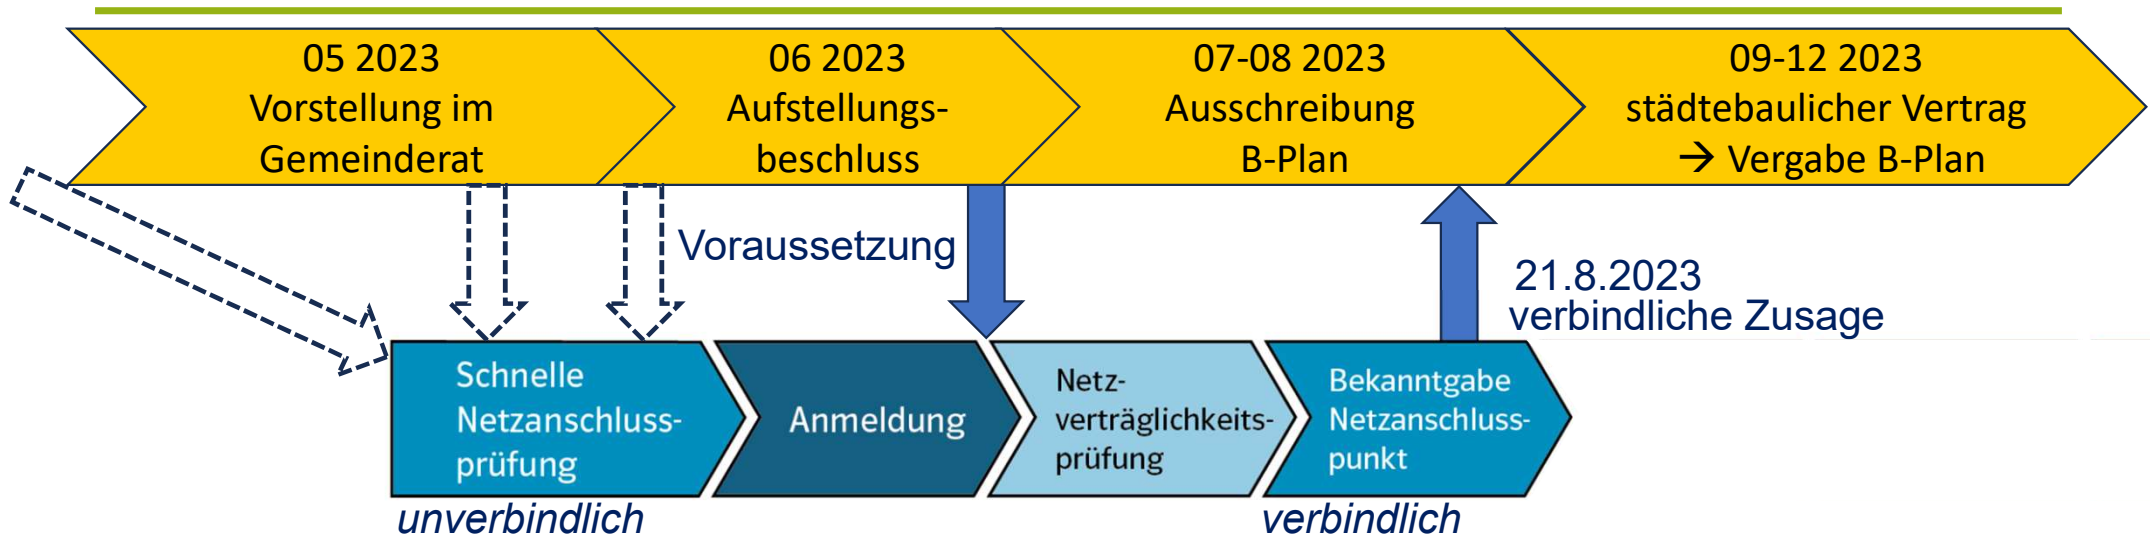 05 2023
Vorstellung im
Gemeinderat
06 2023
Aufstellungs-
beschluss
07-08 2023
Ausschreibung
B-Plan
09-12 2023
städtebaulicher Vertrag
→ Vergabe B-Plan
Voraussetzung
21.8.2023
verbindliche Zusage
Schnelle
Netzanschluss-
prüfung
Anmeldung
Netz-
verträglichkeits-
prüfung
Bekanntgabe
Netzanschluss-
punkt
unverbindlich
verbindlich